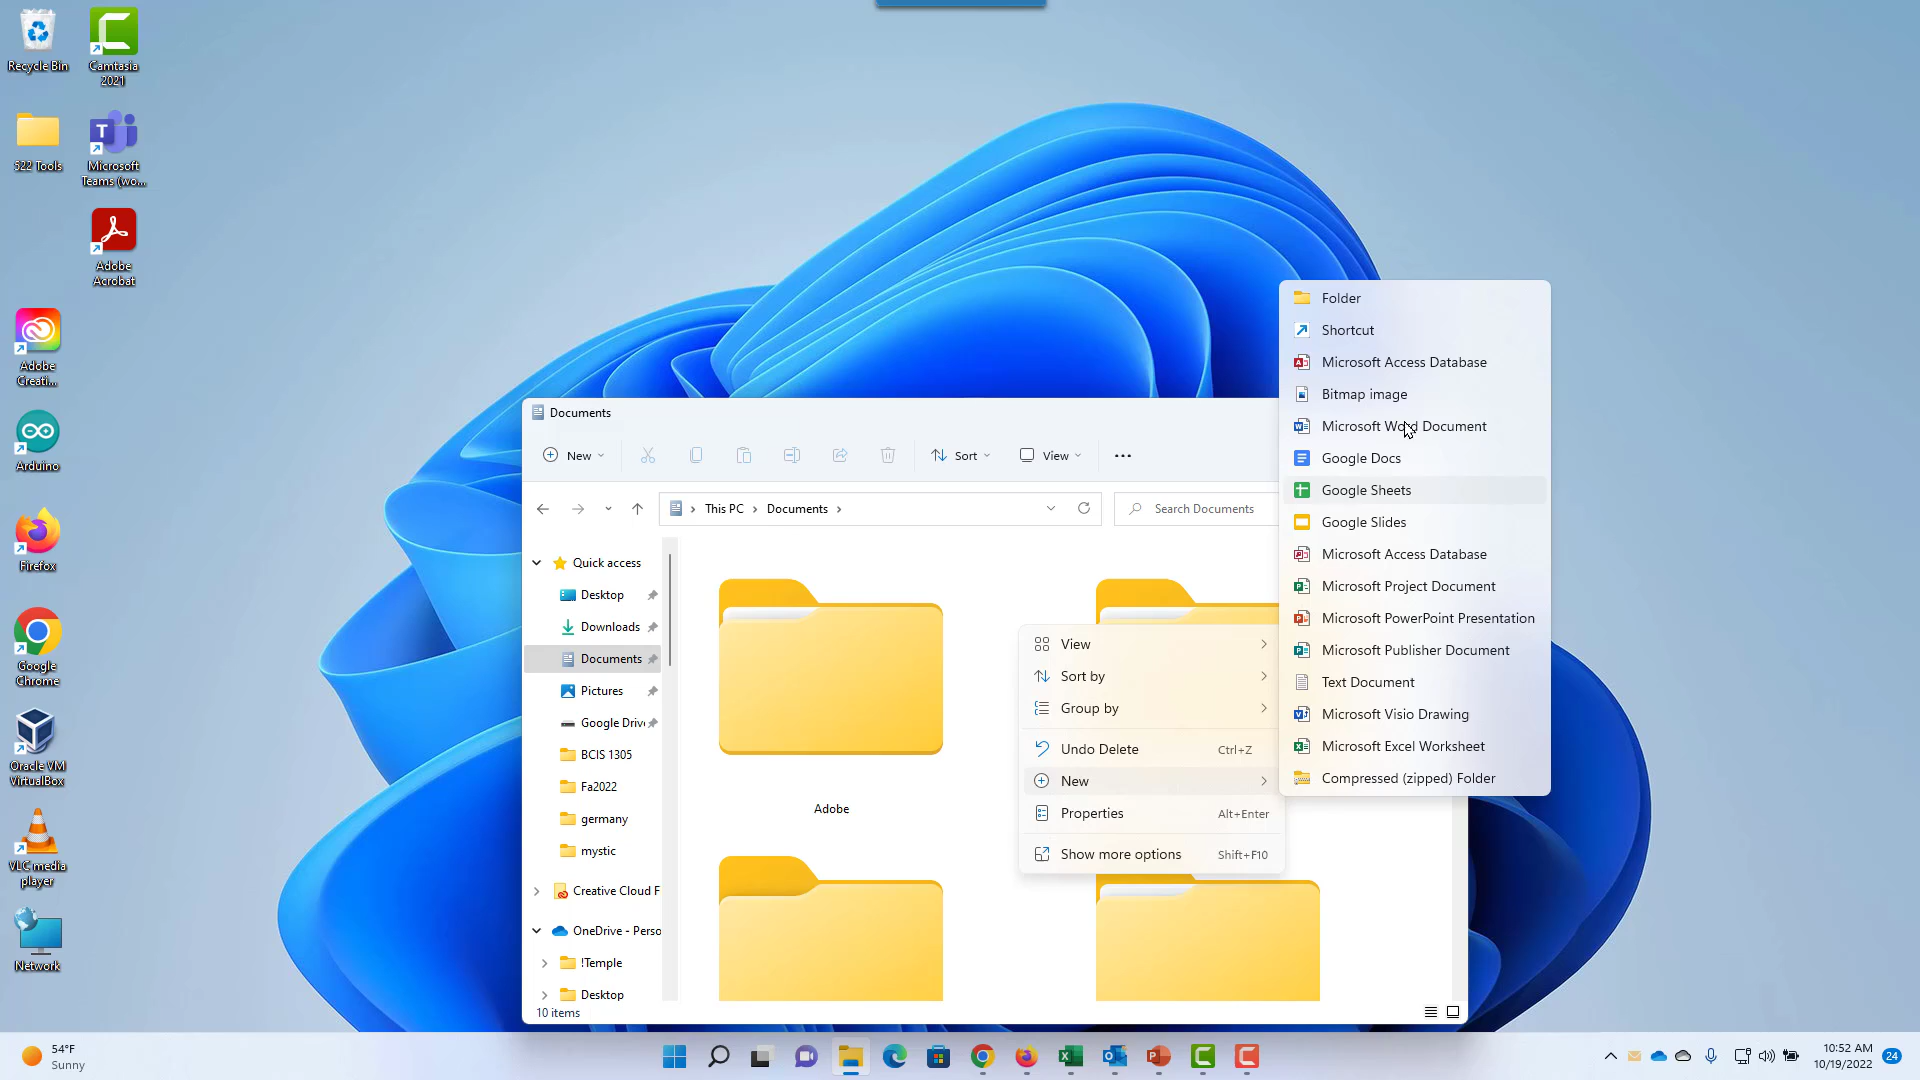 Recycle Bin
Camtasia
2021
522 Tools
Microsoft
Teams (wo...
Adobe
Acrobat
Adobe
Creati...
Arduino
Firefox
Google
Chrome
Oracle VM
VirtualBox
VLC media
player
Network
Documents
New
Sort
View
This PC
Documents
Search Documents
Quick access
Desktop
Downloads
Documents
Pictures
Google Driv
BCIS 1305
Fa2022
germany
mystic
Creative Cloud F
OneDrive - Perso
!Temple
Desktop
Adobe
10 items
View
Sort by
Group by
Undo Delete Ctrl+Z
New
Properties Alt+Enter
Show more options Shift+F10
Folder
Shortcut
Microsoft Access Database
Bitmap image
Microsoft Word Document
Google Docs
Google Sheets
Google Slides
Microsoft Access Database
Microsoft Project Document
Microsoft PowerPoint Presentation
Microsoft Publisher Document
Text Document
Microsoft Visio Drawing
Microsoft Excel Worksheet
Compressed (zipped) Folder
54°F
Sunny
10:52 AM
10/19/2022
24